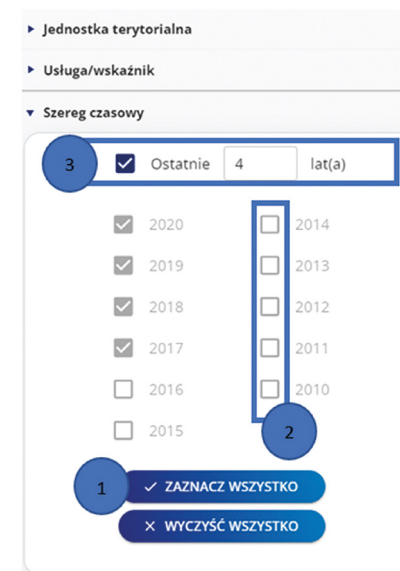 Jednostka terytorialna
Usługa/wskaźnik
Szereg czasowy
3 Ostatnie 4 lat(a)
2020 2014
2019 2013
2018 2012
2017 2011
2016 2010
2015 2
1 ZAZNACZ WSZYSTKO
WYCZYŚĆ WSZYSTKO